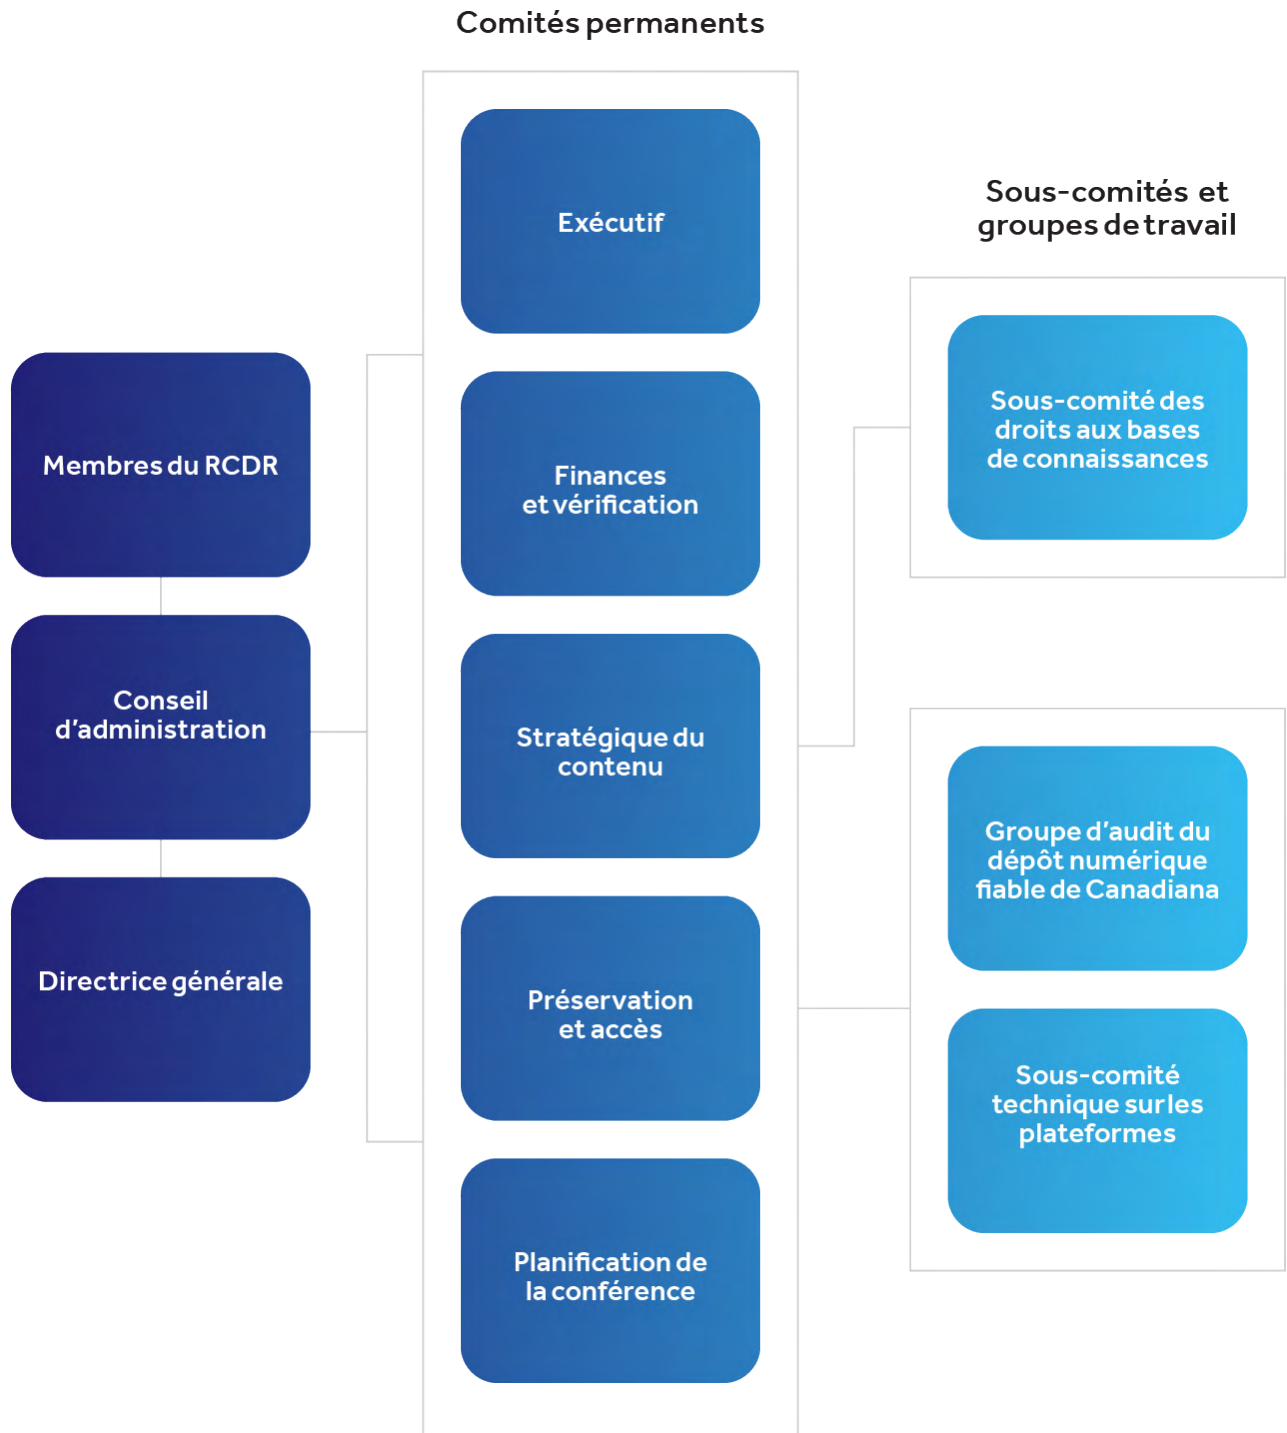 Comités permanents
Exécutif
Finances
et vérification
Stratégique du
contenu
Préservation
et accès
Planification de
la conférence
Membres du RCDR
Conseil
d’administration
Directrice générale
Sous-comités et
groupes de travail
Sous-comité des
droits aux bases
de connaissances
Groupe d’audit du
dépôt numérique
fiable de Canadiana
Sous-comité
technique sur les
plateformes